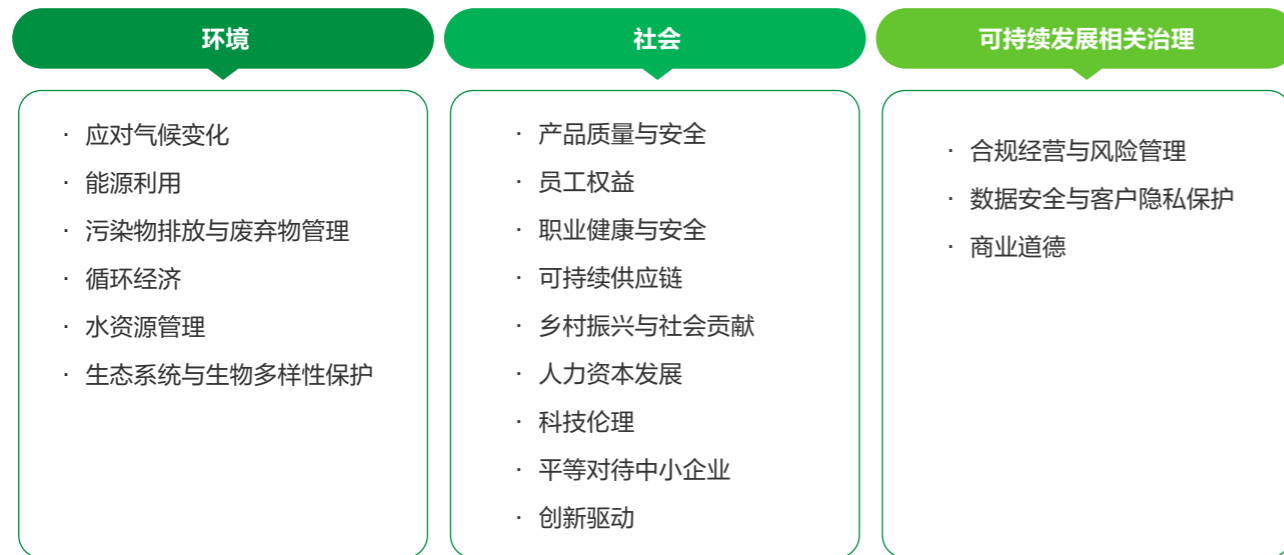 环境
· 应对气候变化
· 能源利用
· 污染物排放与废弃物管理
· 循环经济
· 水资源管理
· 生态系统与生物多样性保护
社会
· 产品质量与安全
· 员工权益
· 职业健康与安全
· 可持续供应链
· 乡村振兴与社会贡献
· 人力资本发展
· 科技伦理
· 平等对待中小企业
· 创新驱动
可持续发展相关治理
· 合规经营与风险管理
· 数据安全与客户隐私保护
· 商业道德